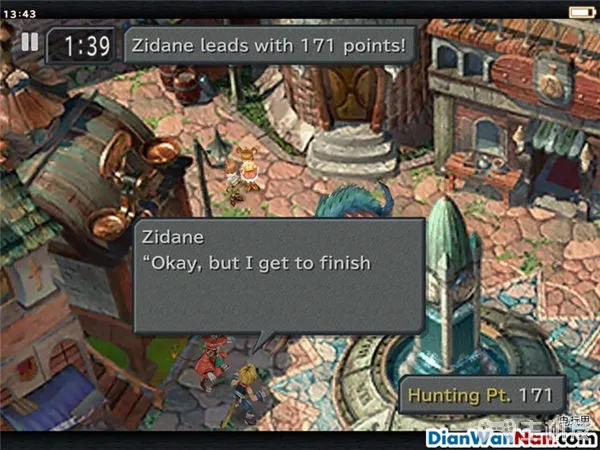 13:43
1:39
Zidane leads with 171 points!
Zidane
“Okay, but I get to finish
Hunting Pt. 171
DianWanNan.com